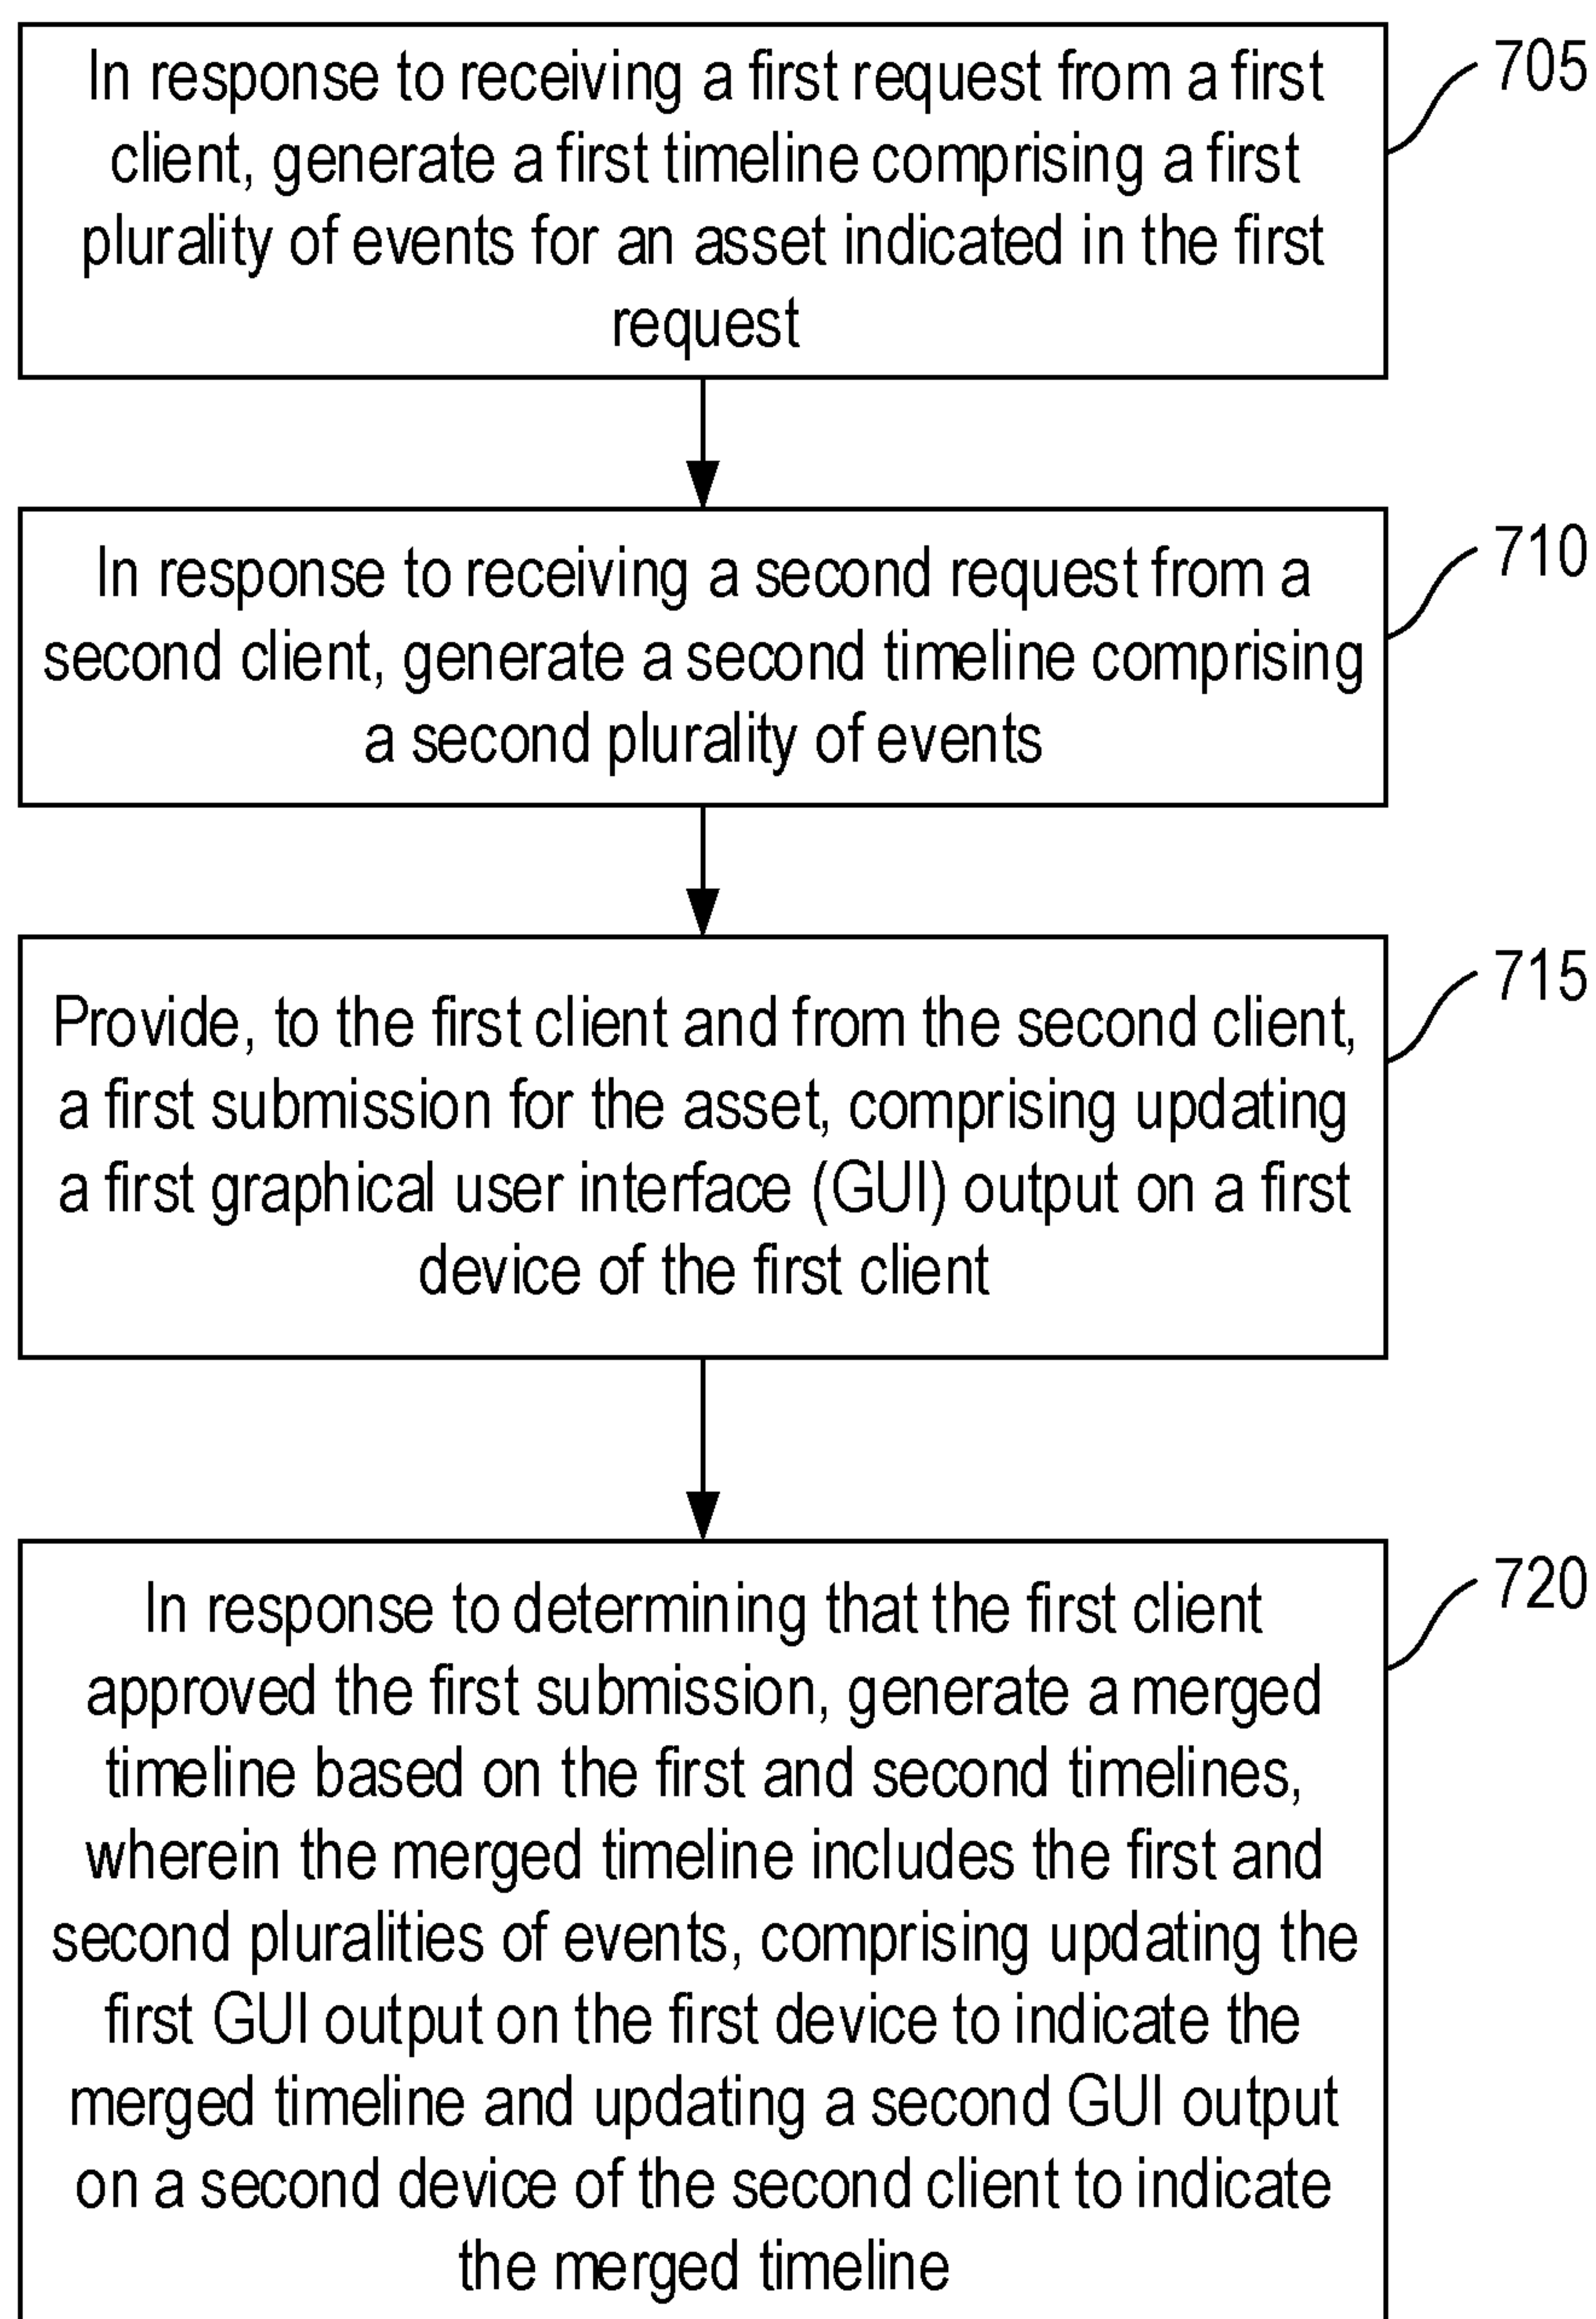 In response to receiving a first request from a first
client, generate a first timeline comprising a first
plurality of events for an asset indicated in the first
request
705
In response to receiving a second request from a
second client, generate a second timeline comprising
a second plurality of events
710
Provide, to the first client and from the second client,
a first submission for the asset, comprising updating
a first graphical user interface (GUI) output on a first
device of the first client
715
In response to determining that the first client
approved the first submission, generate a merged
timeline based on the first and second timelines,
wherein the merged timeline includes the first and
second pluralities of events, comprising updating the
first GUI output on the first device to indicate the
merged timeline and updating a second GUI output
on a second device of the second client to indicate
the merged timeline
720